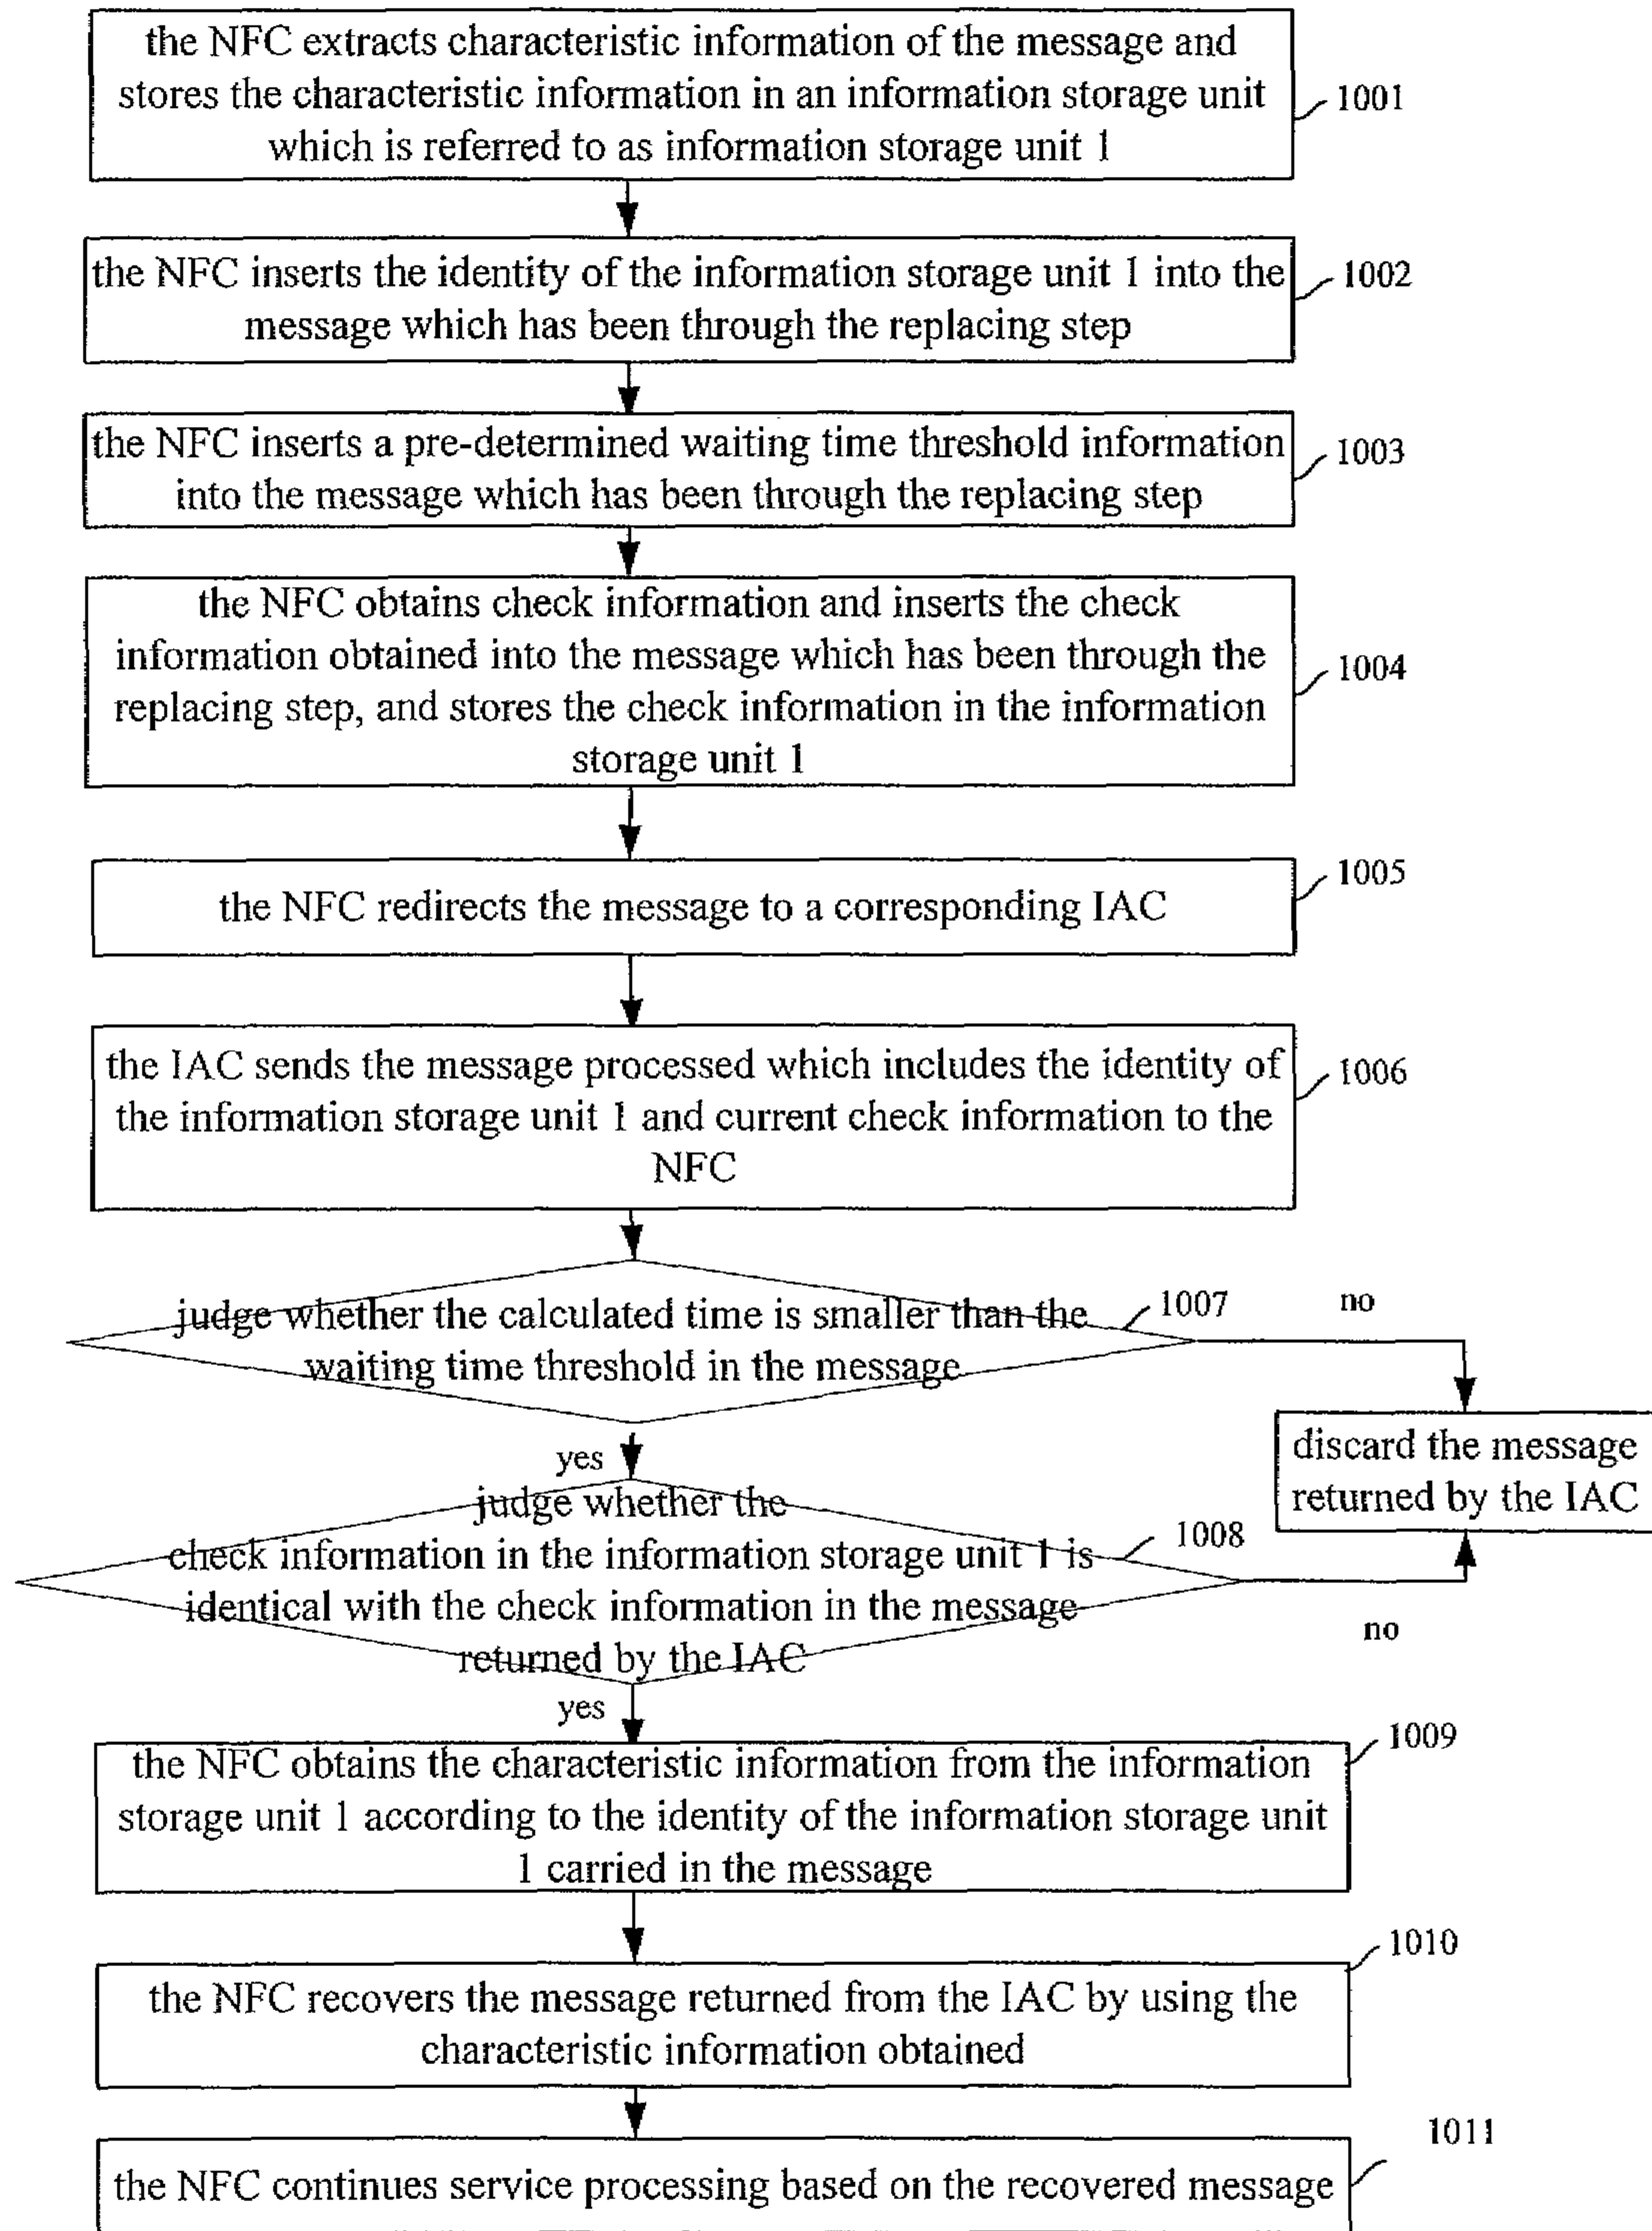 the NFC extracts characteristic information of the message and
stores the characteristic information in an information storage unit
which is referred to as information storage unit 1
1001
the NFC inserts the identity of the information storage unit 1 into the
message which has been through the replacing step
1002
the NFC inserts a pre-determined waiting time threshold information
into the message which has been through the replacing step
1003
the NFC obtains check information and inserts the check
information obtained into the message which has been through the
replacing step, and stores the check information in the information
storage unit 1
1004
the NFC redirects the message to a corresponding IAC
1005
the IAC sends the message processed which includes the identity of
the information storage unit 1 and current check information to the
NFC
1006
judge whether the calculated time is smaller than the
waiting time threshold in the message
1007
no
discard the message
returned by the IAC
yes
judge whether the
check information in the information storage unit 1 is
identical with the check information in the message
returned by the IAC
1008
no
yes
the NFC obtains the characteristic information from the information
storage unit 1 according to the identity of the information storage unit
1 carried in the message
1009
the NFC recovers the message returned from the IAC by using the
characteristic information obtained
1010
the NFC continues service processing based on the recovered message
1011